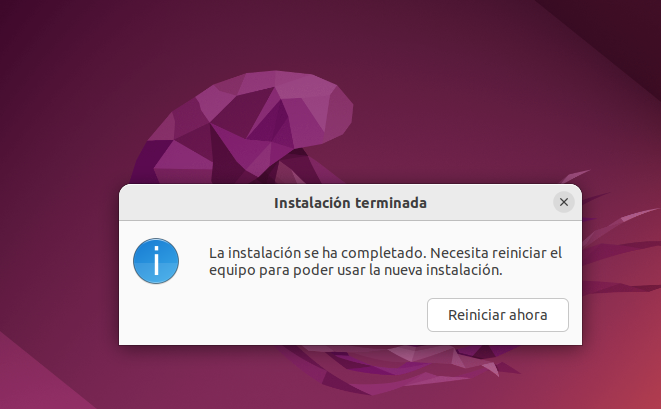 Instalación terminada
La instalación se ha completado. Necesita reiniciar el
equipo para poder usar la nueva instalación.
Reiniciar ahora